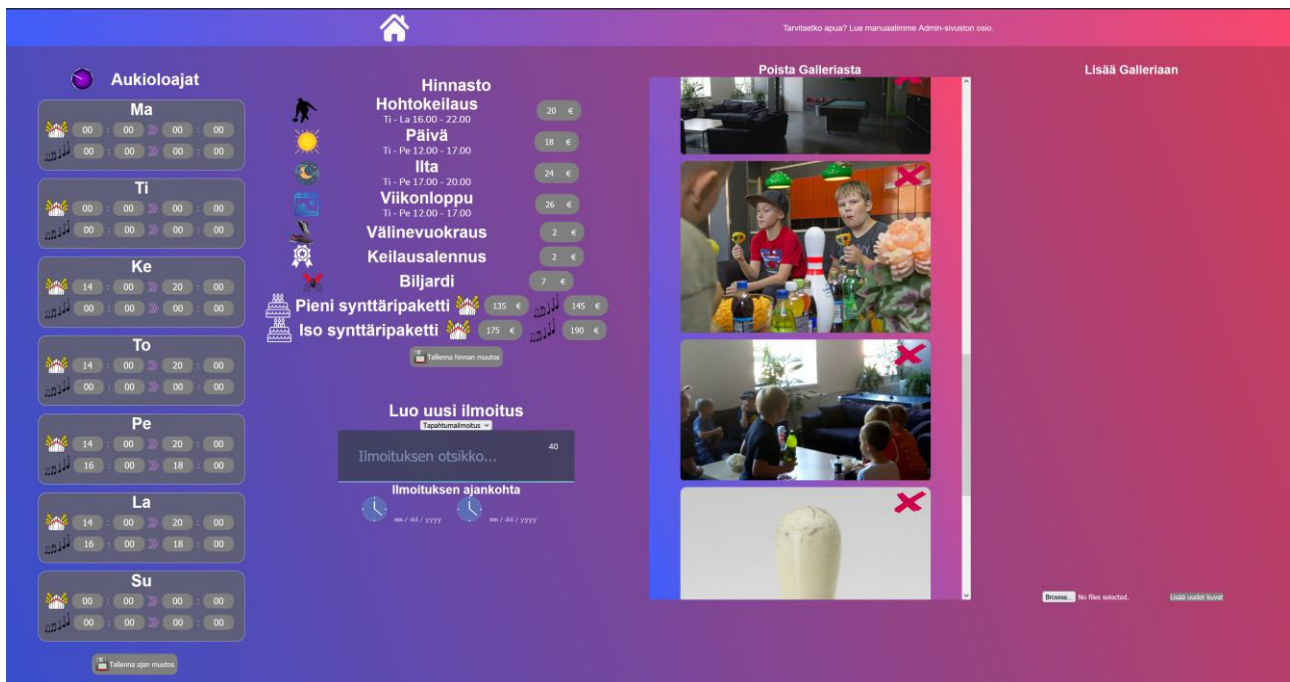 Tarvitsetko apua? Lue manuaalimme Admin-sivuston osio.
Aukioloajat
Ma
00 : 00 00 : 00
00 : 00 00 : 00
Ti
00 : 00 00 : 00
00 : 00 00 : 00
Ke
14 : 00 20 : 00
00 : 00 00 : 00
To
14 : 00 20 : 00
00 : 00 00 : 00
Pe
14 : 00 20 : 00
16 : 00 18 : 00
La
14 : 00 20 : 00
16 : 00 18 : 00
Su
00 : 00 00 : 00
00 : 00 00 : 00
Tallenna ajan muutos
Hinnasto
Hohtokeilaus 20 €
Ti - La 16.00 - 22.00
Päivä 18 €
Ti - Pe 12.00 - 17.00
Ilta 24 €
Ti - Pe 17.00 - 20.00
Viikonloppu 26 €
Ti - Pe 12.00 - 17.00
Välinevuokraus 2 €
Keilausalennus 2 €
Biljardi 7 €
Pieni synttäripaketti 135 € 145 €
Iso synttäripaketti 175 € 190 €
Tallenna hinnan muutos
Luo uusi ilmoitus
Tapahtumailmoitus
40
Ilmoituksen otsikko...
Ilmoituksen ajankohta
mm / dd / yyyy mm / dd / yyyy
Poista Galleriasta
Lisää Galleriaan
Browse... No files selected. Lisää uudet kuvat